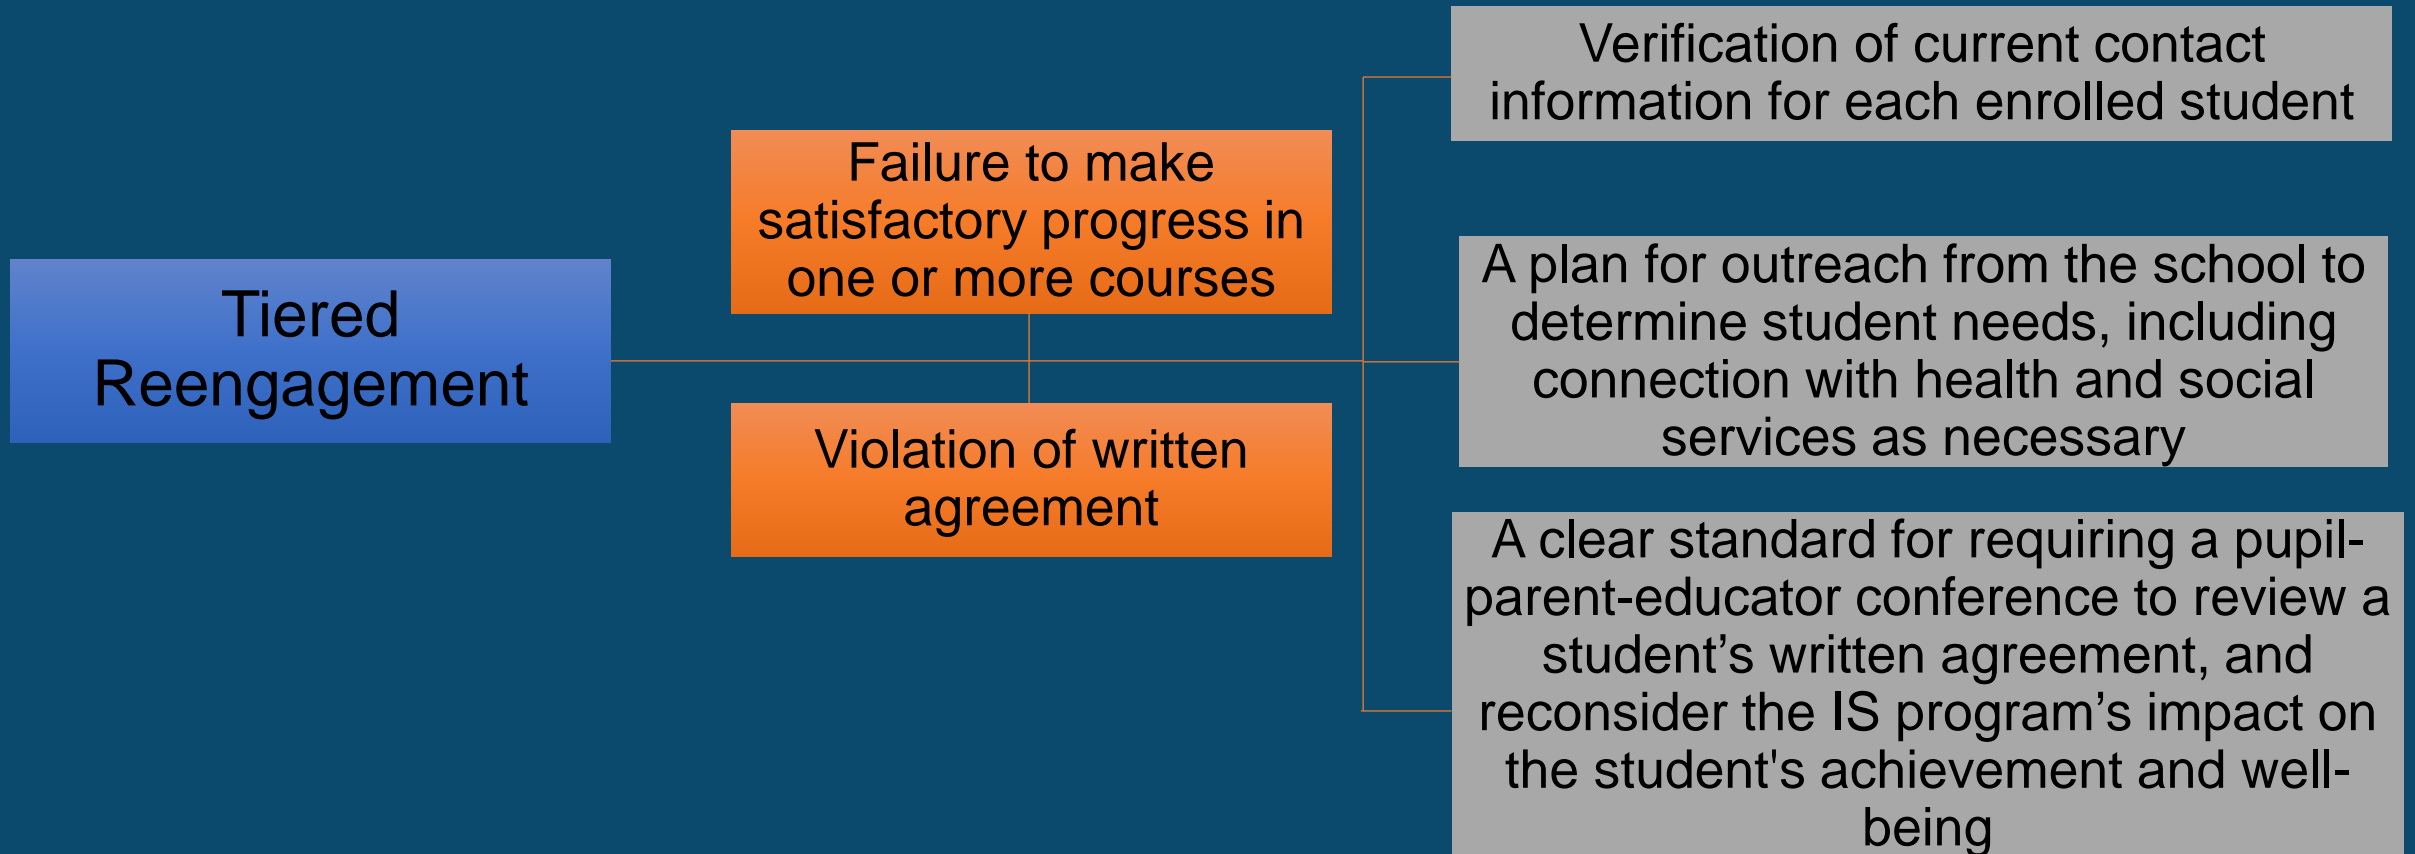 Tiered
Reengagement
Failure to make
satisfactory progress in
one or more courses
Violation of written
agreement
Verification of current contact
information for each enrolled student
A plan for outreach from the school to
determine student needs, including
connection with health and social
services as necessary
A clear standard for requiring a pupil-
parent-educator conference to review a
student’s written agreement, and
reconsider the IS program’s impact on
the student's achievement and well-
being